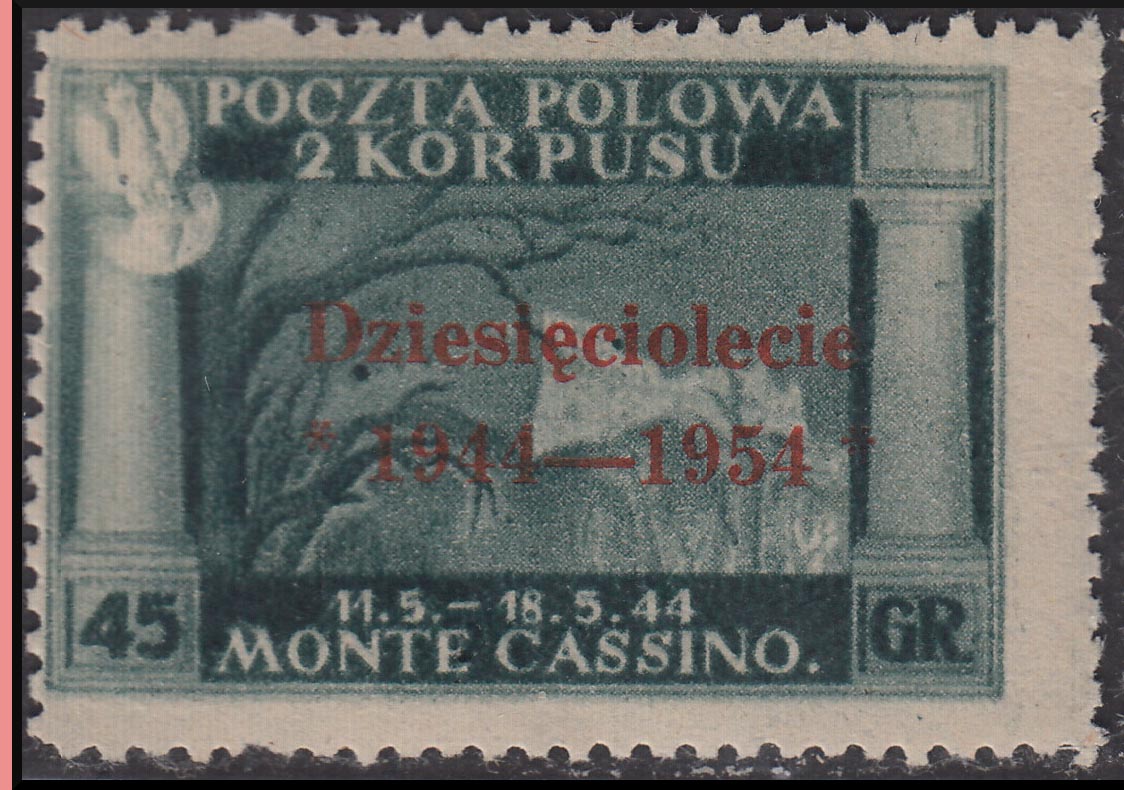 POCZTA POLOWA
2 KORPUSU
Dziesięciolecie
* 1944—1954 *
11.5.- 18.5.44
45 MONTE CASSINO. GR